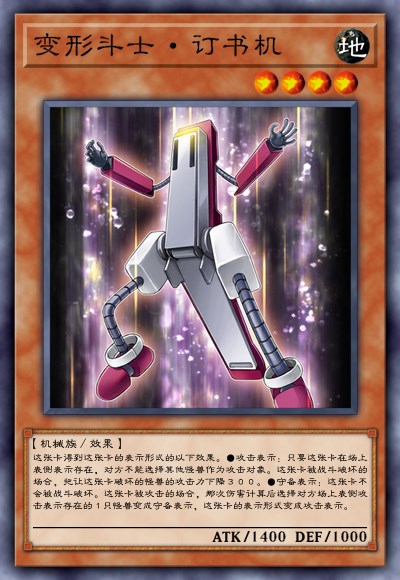 变形斗士·订书机
地
【机械族／效果】
这张卡得到这张卡的表示形式的以下效果。●攻击表示：只要这张卡在场上
表侧表示存在，对方不能选择其他怪兽作为攻击对象。这张卡被战斗破坏的
场合，把让这张卡破坏的怪兽的攻击力下降３００。●守备表示：这张卡不
会被战斗破坏。这张卡被攻击的场合，那次伤害计算后选择对方场上表侧攻
击表示存在的１只怪兽变成守备表示，这张卡的表示形式变成攻击表示。
ATK/1400 DEF/1000